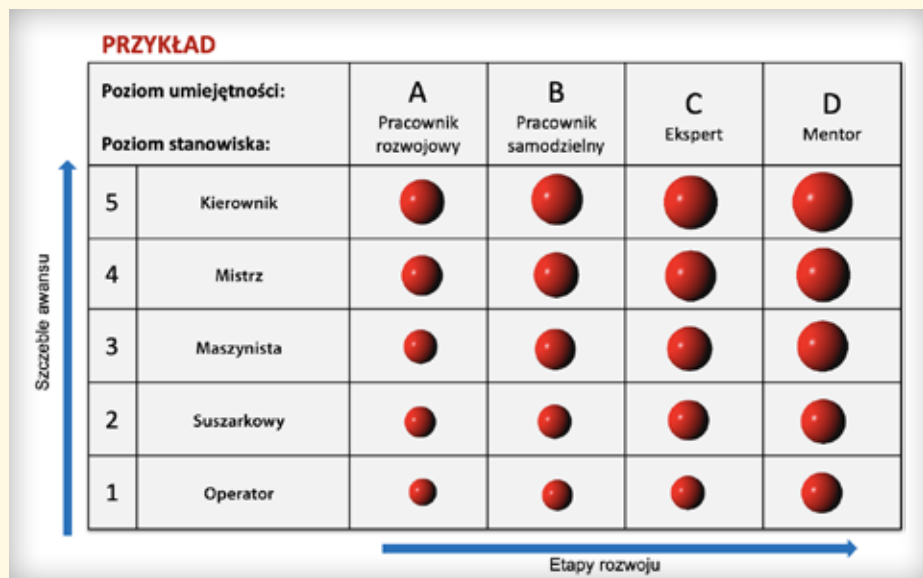 PRZYKŁAD
Poziom umiejętności:
Poziom stanowiska:
A
Pracownik
rozwojowy
B
Pracownik
samodzielny
C
Ekspert
D
Mentor
5 Kierownik
4 Mistrz
3 Maszynista
2 Suszarkowy
1 Operator
Szczeble awansu
Etapy rozwoju